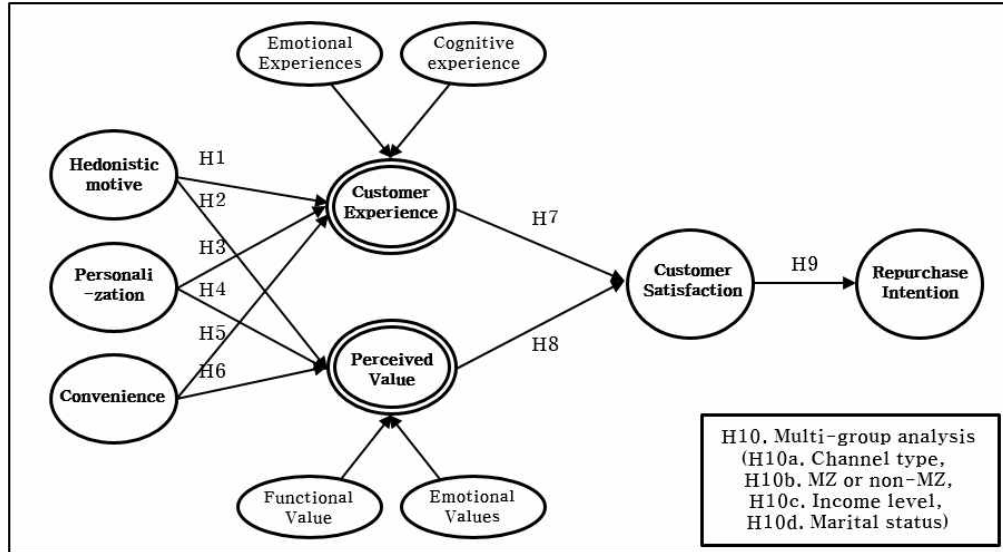 Emotional
Experiences
Cognitive
experience
Hedonistic
motive
H1
H2
Customer
Experience
H3
H7
Personali
-zation
H4
Customer
Satisfaction
H9
Repurchase
Intention
H5
H8
Convenience
H6
Perceived
Value
Functional
Value
Emotional
Values
H10. Multi-group analysis
(H10a. Channel type,
H10b. MZ or non-MZ,
H10c. Income level,
H10d. Marital status)